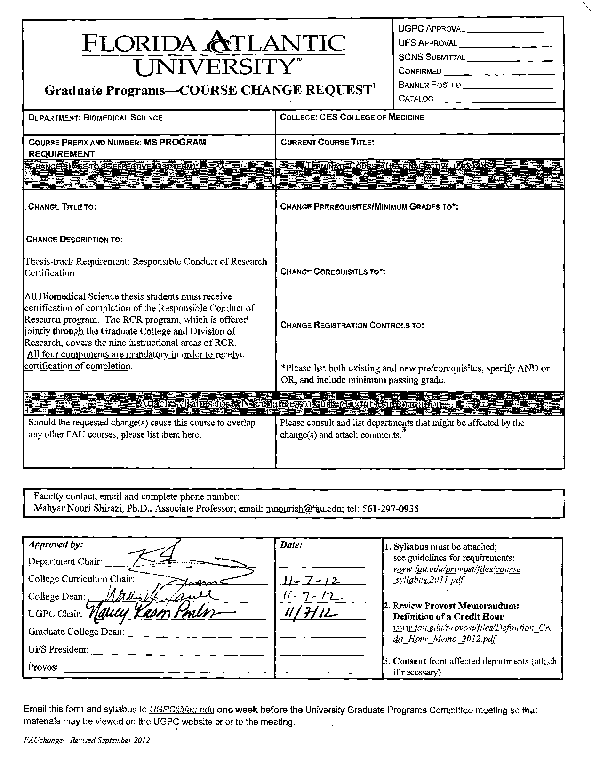 FLORIDA ATLANTIC
UNIVERSITY™
Graduate Programs—COURSE CHANGE REQUEST¹
UGPC APPROVAL
UFS APPROVAL
SCNS SUBMITTAL
CONFIRMED
BANNER POSTED
CATALOG
DEPARTMENT: BIOMEDICAL SCIENCE
COLLEGE: CES COLLEGE OF MEDICINE
COURSE PREFIX AND NUMBER: MS PROGRAM
REQUIREMENT
CURRENT COURSE TITLE:
CHANGE TITLE TO:
CHANGE DESCRIPTION TO:
Thesis-track Requirement: Responsible Conduct of Research
Certification
All Biomedical Science thesis students must receive
certification of completion of the Responsible Conduct of
Research program. The RCR program, which is offered
jointly through the Graduate College and Division of
Research, covers the nine instructional areas of RCR.
All four components are mandatory in order to receive
certification of completion.
CHANGE PREREQUISITES/MINIMUM GRADES TO*:
CHANGE COREQUISITES TO*:
CHANGE REGISTRATION CONTROLS TO:
*Please list both existing and new pre/corequisites, specify AND or
OR, and include minimum passing grade.
Should the requested change(s) cause this course to overlap
any other FAU courses, please list them here.
Please consult and list departments that might be affected by the
change(s) and attach comments.³
Faculty contact, email and complete phone number:
Mahyar Nouri Shirazi, Ph.D., Associate Professor; email: mnourish@fau.edu; tel: 561-297-0935
Approved by:
Date:
Department Chair:
College Curriculum Chair: 11-7-12
College Dean: 11-7-12
UGPC Chair: 11/7/12
Graduate College Dean:
UFS President:
Provost
1. Syllabus must be attached;
see guidelines for requirements:
www.fau.edu/provost/files/course
_syllabus.2011.pdf
2. Review Provost Memorandum:
Definition of a Credit Hour
www.fau.edu/provost/files/Definition_Cre
dit_Hour_Memo_2012.pdf
3. Consent from affected departments (attach
if necessary)
Email this form and syllabus to UGPC@fau.edu one week before the University Graduate Programs Committee meeting so that
materials may be viewed on the UGPC website prior to the meeting.
FAUchange—Revised September 2012